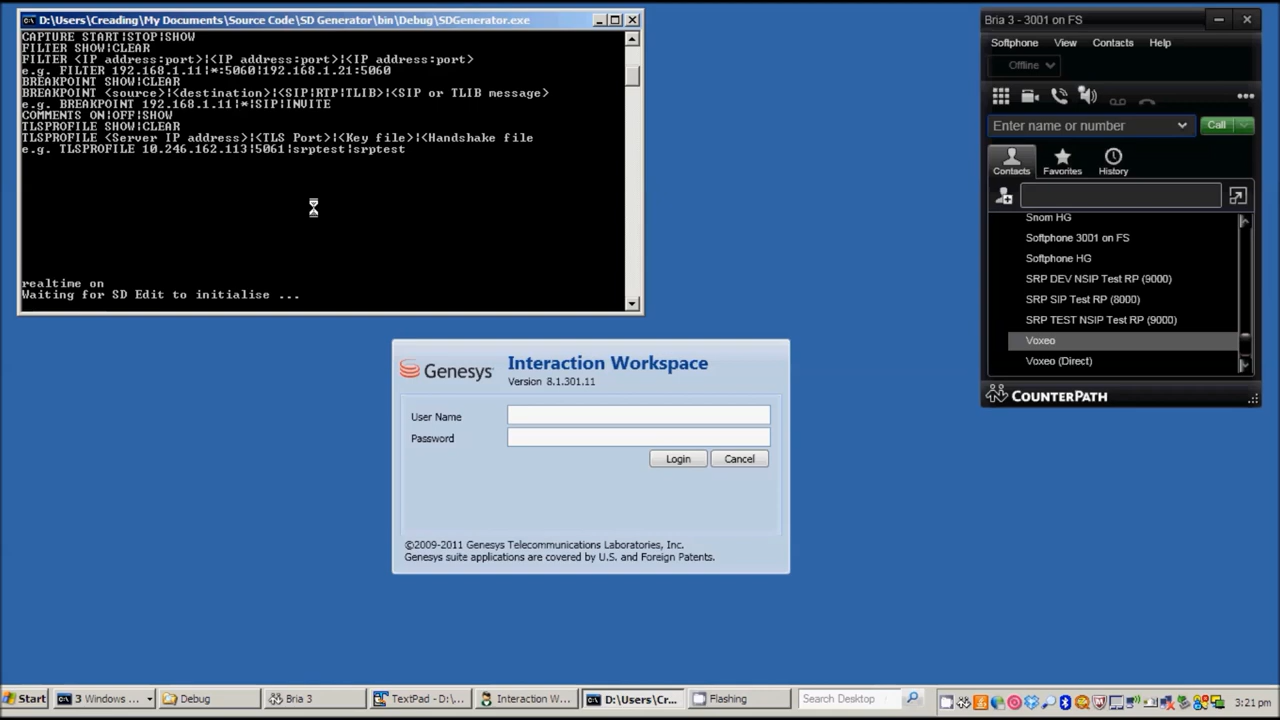 D:\Users\Creading\My Documents\Source Code\SD Generator\bin\Debug\SDGenerator.exe
CAPTURE START|STOP|SHOW
FILTER SHOW|CLEAR
FILTER <IP address:port>|<IP address:port>|<IP address:port>
e.g. FILTER 192.168.1.11|*:5060|192.168.1.21:5060
BREAKPOINT SHOW|CLEAR
BREAKPOINT <source>|<destination>|<SIP|RTP|TLIB>|<SIP or TLIB message>
e.g. BREAKPOINT 192.168.1.11|*|SIP|INVITE
COMMENTS ON|OFF|SHOW
TLSPROFILE SHOW|CLEAR
TLSPROFILE <Server IP address>|<TLS Port>|<Key file>|<Handshake file
e.g. TLSPROFILE 10.246.162.113|5061|srptest|srptest
realtime on
Waiting for SD Edit to initialise ...
Bria 3 - 3001 on FS
Softphone View Contacts Help
Offline
Enter name or number
Call
Contacts Favorites History
Snom HG
Softphone 3001 on FS
Softphone HG
SRP DEV NSIP Test RP (9000)
SRP SIP Test RP (8000)
SRP TEST NSIP Test RP (9000)
Voxeo
Voxeo (Direct)
COUNTERPATH
Genesys
Interaction Workspace
Version 8.1.301.11
User Name
Password
Login Cancel
©2009-2011 Genesys Telecommunications Laboratories, Inc.
Genesys suite applications are covered by U.S. and Foreign Patents.
Start 3 Windows ... Debug Bria 3 TextPad - D:\... Interaction W... D:\Users\Cr... Flashing Search Desktop 3:21 pm